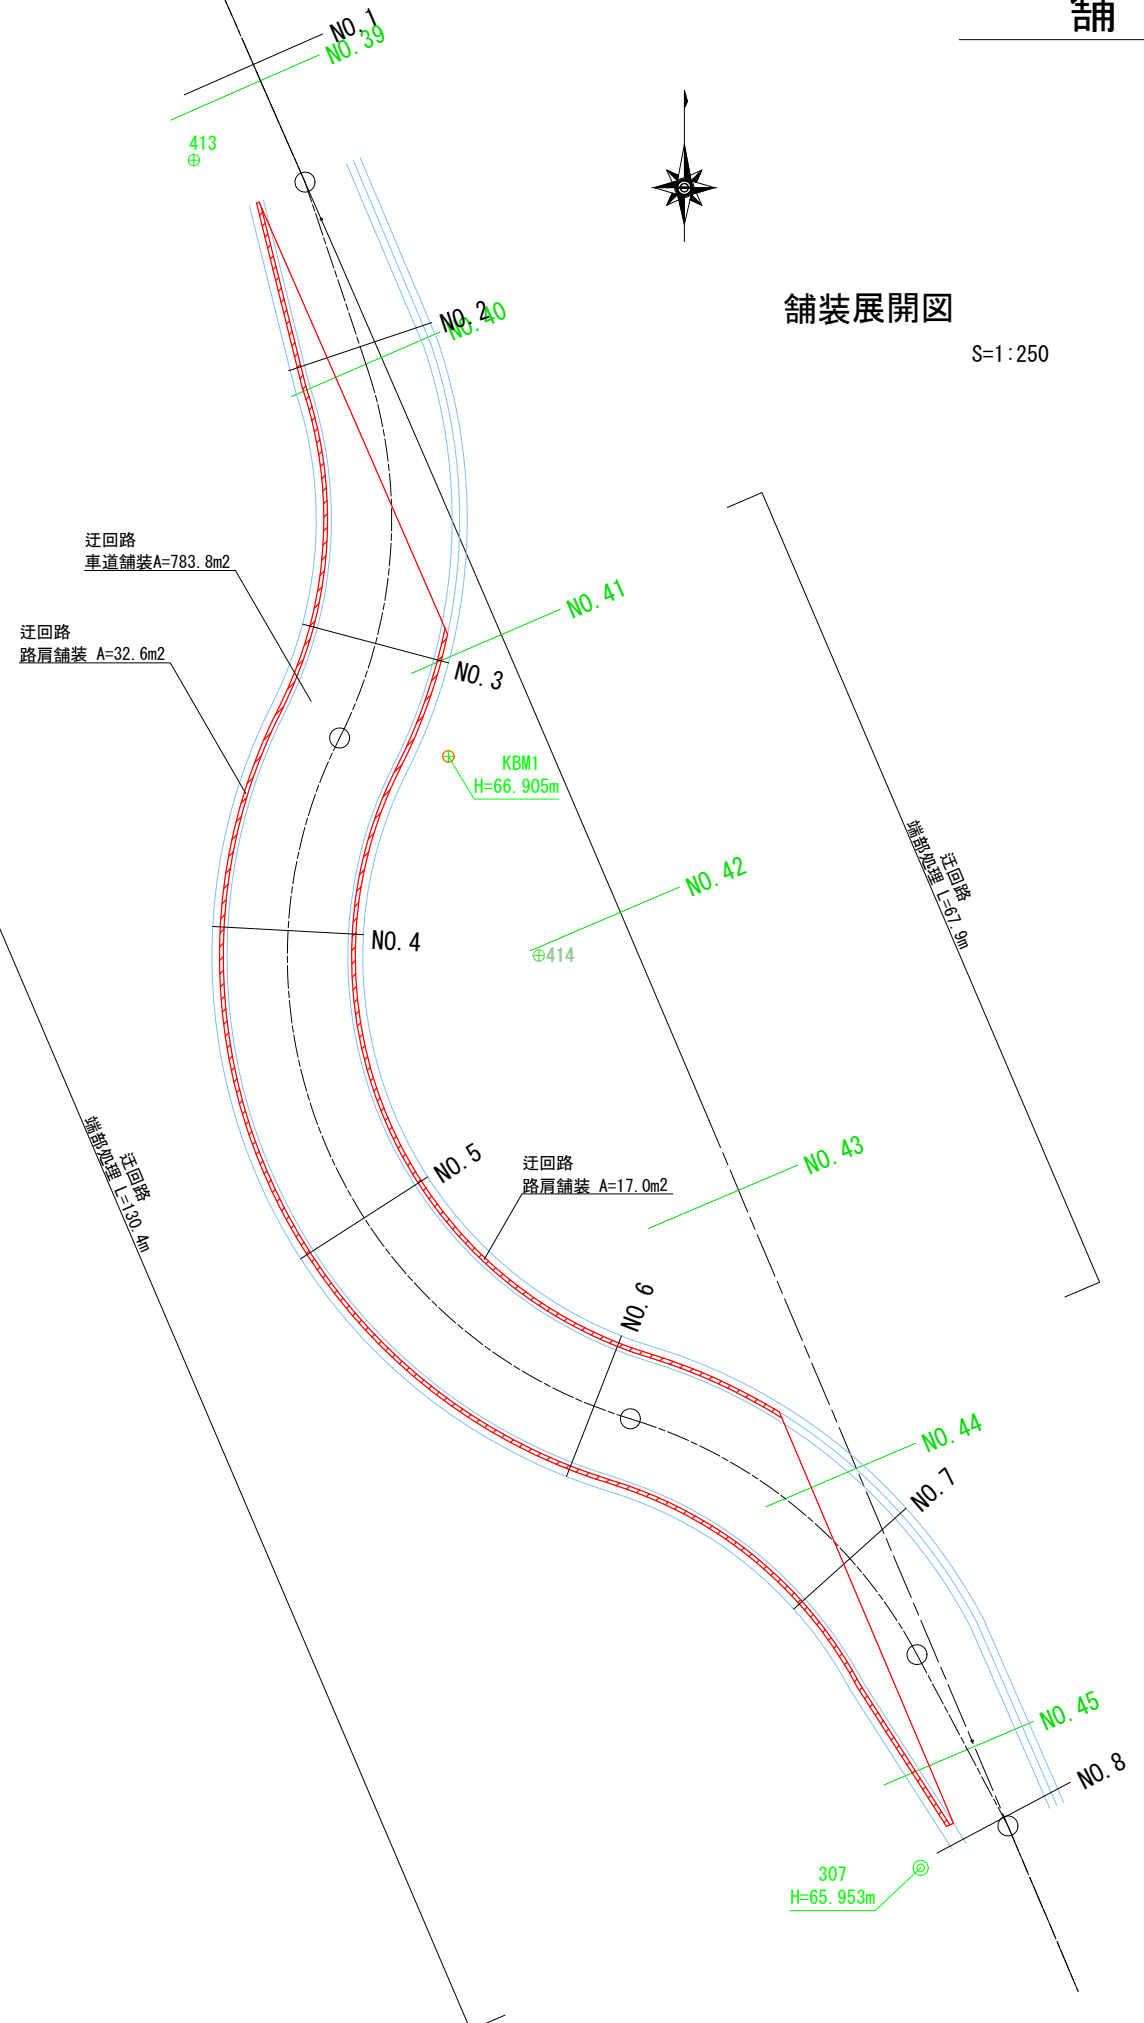 舗
NO.1
NO.39
413
舗装展開図
S=1:250
NO.2
NO.40
迂回路
車道舗装A=783.8m2
NO.41
迂回路
路肩舗装 A=32.6m2
NO.3
KBM1
H=66.905m
迂回路
端部処理 L=67.9m
NO.42
NO.4
414
迂回路
端部処理 L=130.4m
NO.5
迂回路
路肩舗装 A=17.0m2
NO.43
NO.6
NO.44
NO.7
NO.45
NO.8
307
H=65.953m